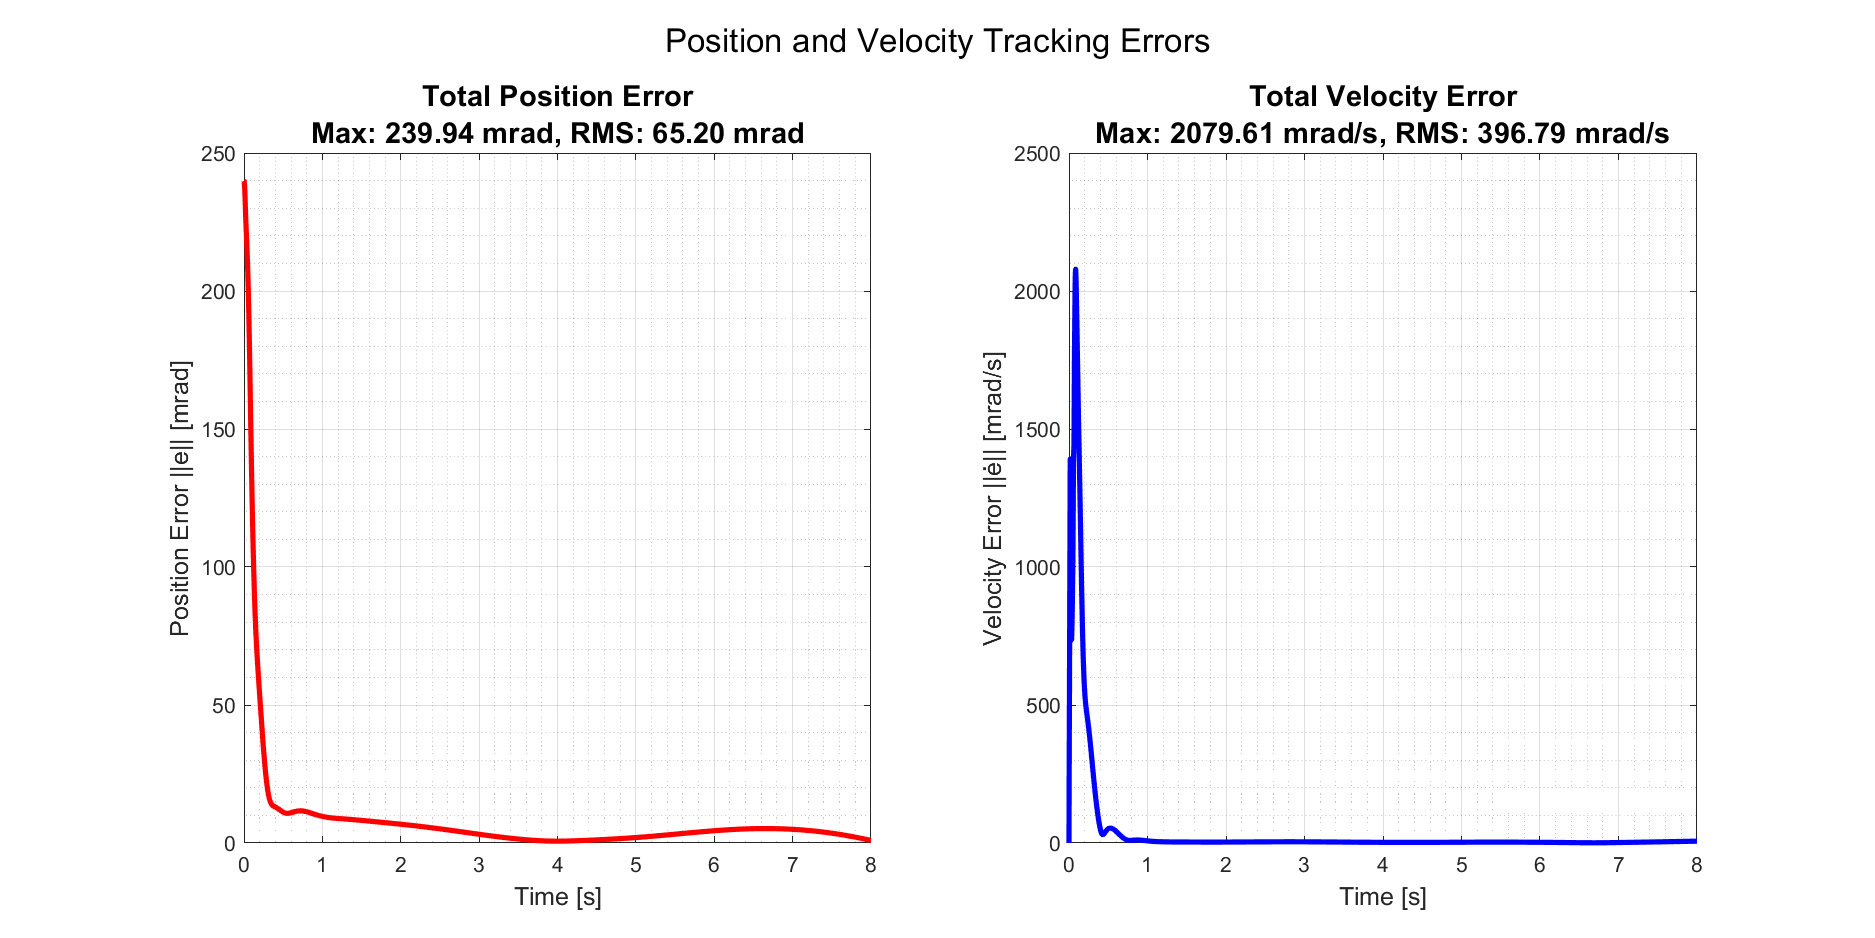 Position and Velocity Tracking Errors
Total Position Error
Max: 239.94 mrad, RMS: 65.20 mrad
250
200
150
100
50
0
Position Error ||e|| [mrad]
0 1 2 3 4 5 6 7 8
Time [s]
Total Velocity Error
Max: 2079.61 mrad/s, RMS: 396.79 mrad/s
2500
2000
1500
1000
500
0
Velocity Error ||ė|| [mrad/s]
0 1 2 3 4 5 6 7 8
Time [s]